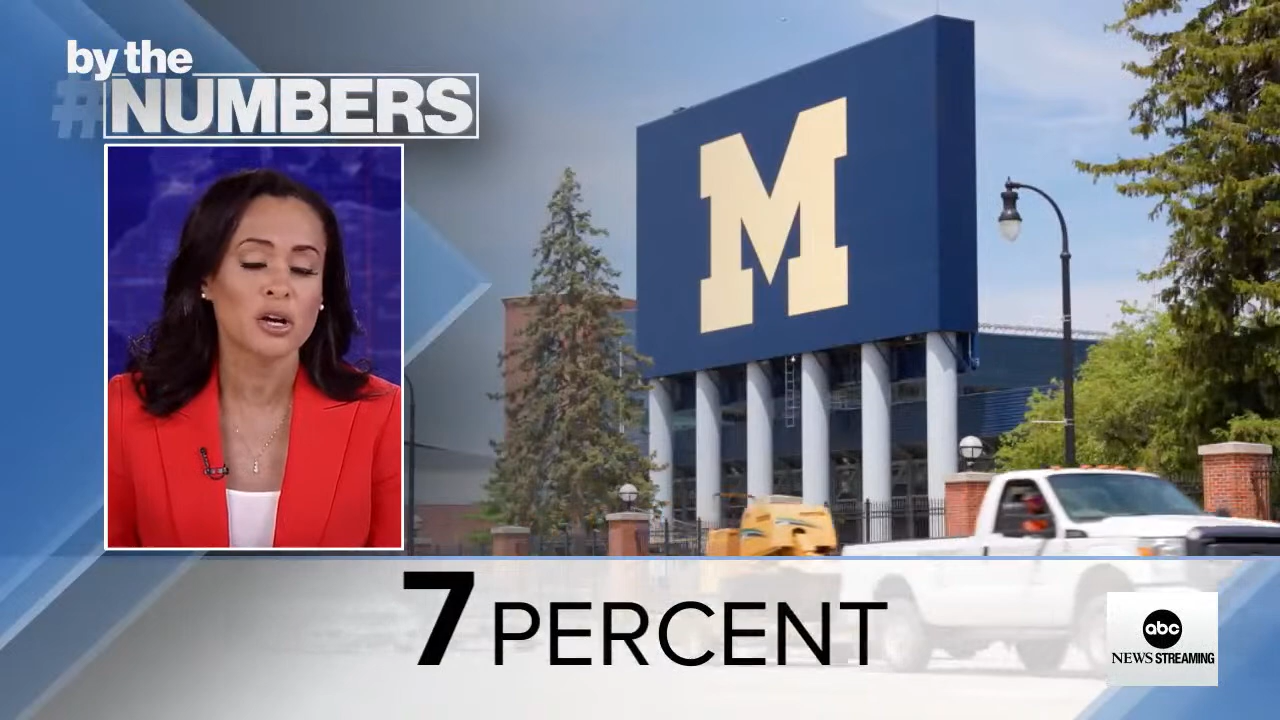 by the
#NUMBERS
M
7 PERCENT
abc
NEWS STREAMING